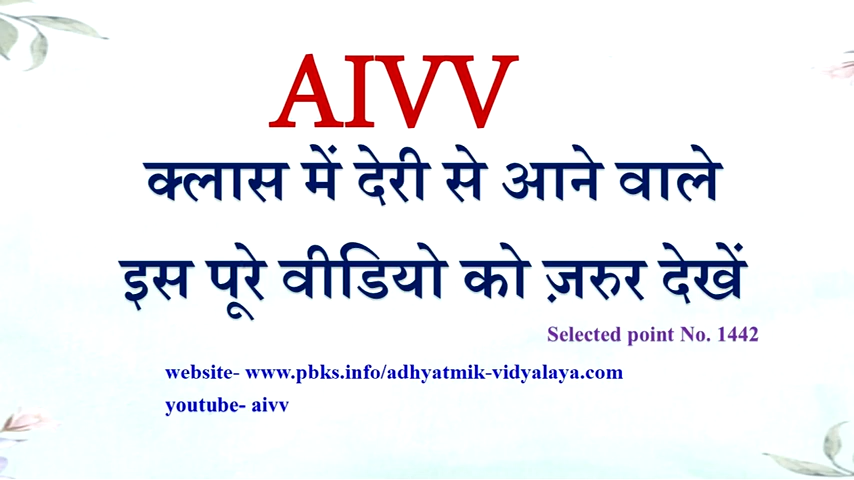 AIVV
क्लास में देरी से आने वाले
इस पूरे वीडियो को ज़रुर देखें
Selected point No. 1442
website- www.pbks.info/adhyatmik-vidyalaya.com
youtube- aivv